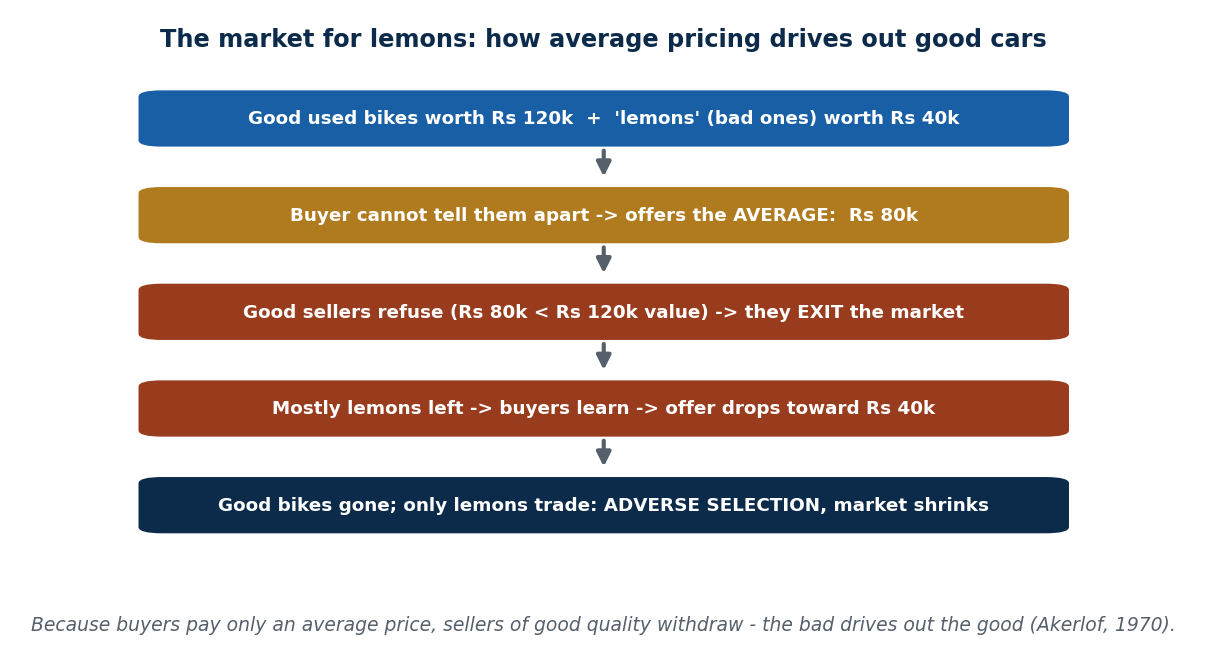 The market for lemons: how average pricing drives out good cars
Good used bikes worth Rs 120k  +  'lemons' (bad ones) worth Rs 40k
Buyer cannot tell them apart -> offers the AVERAGE:  Rs 80k
Good sellers refuse (Rs 80k < Rs 120k value) -> they EXIT the market
Mostly lemons left -> buyers learn -> offer drops toward Rs 40k
Good bikes gone; only lemons trade: ADVERSE SELECTION, market shrinks
Because buyers pay only an average price, sellers of good quality withdraw - the bad drives out the good (Akerlof, 1970).